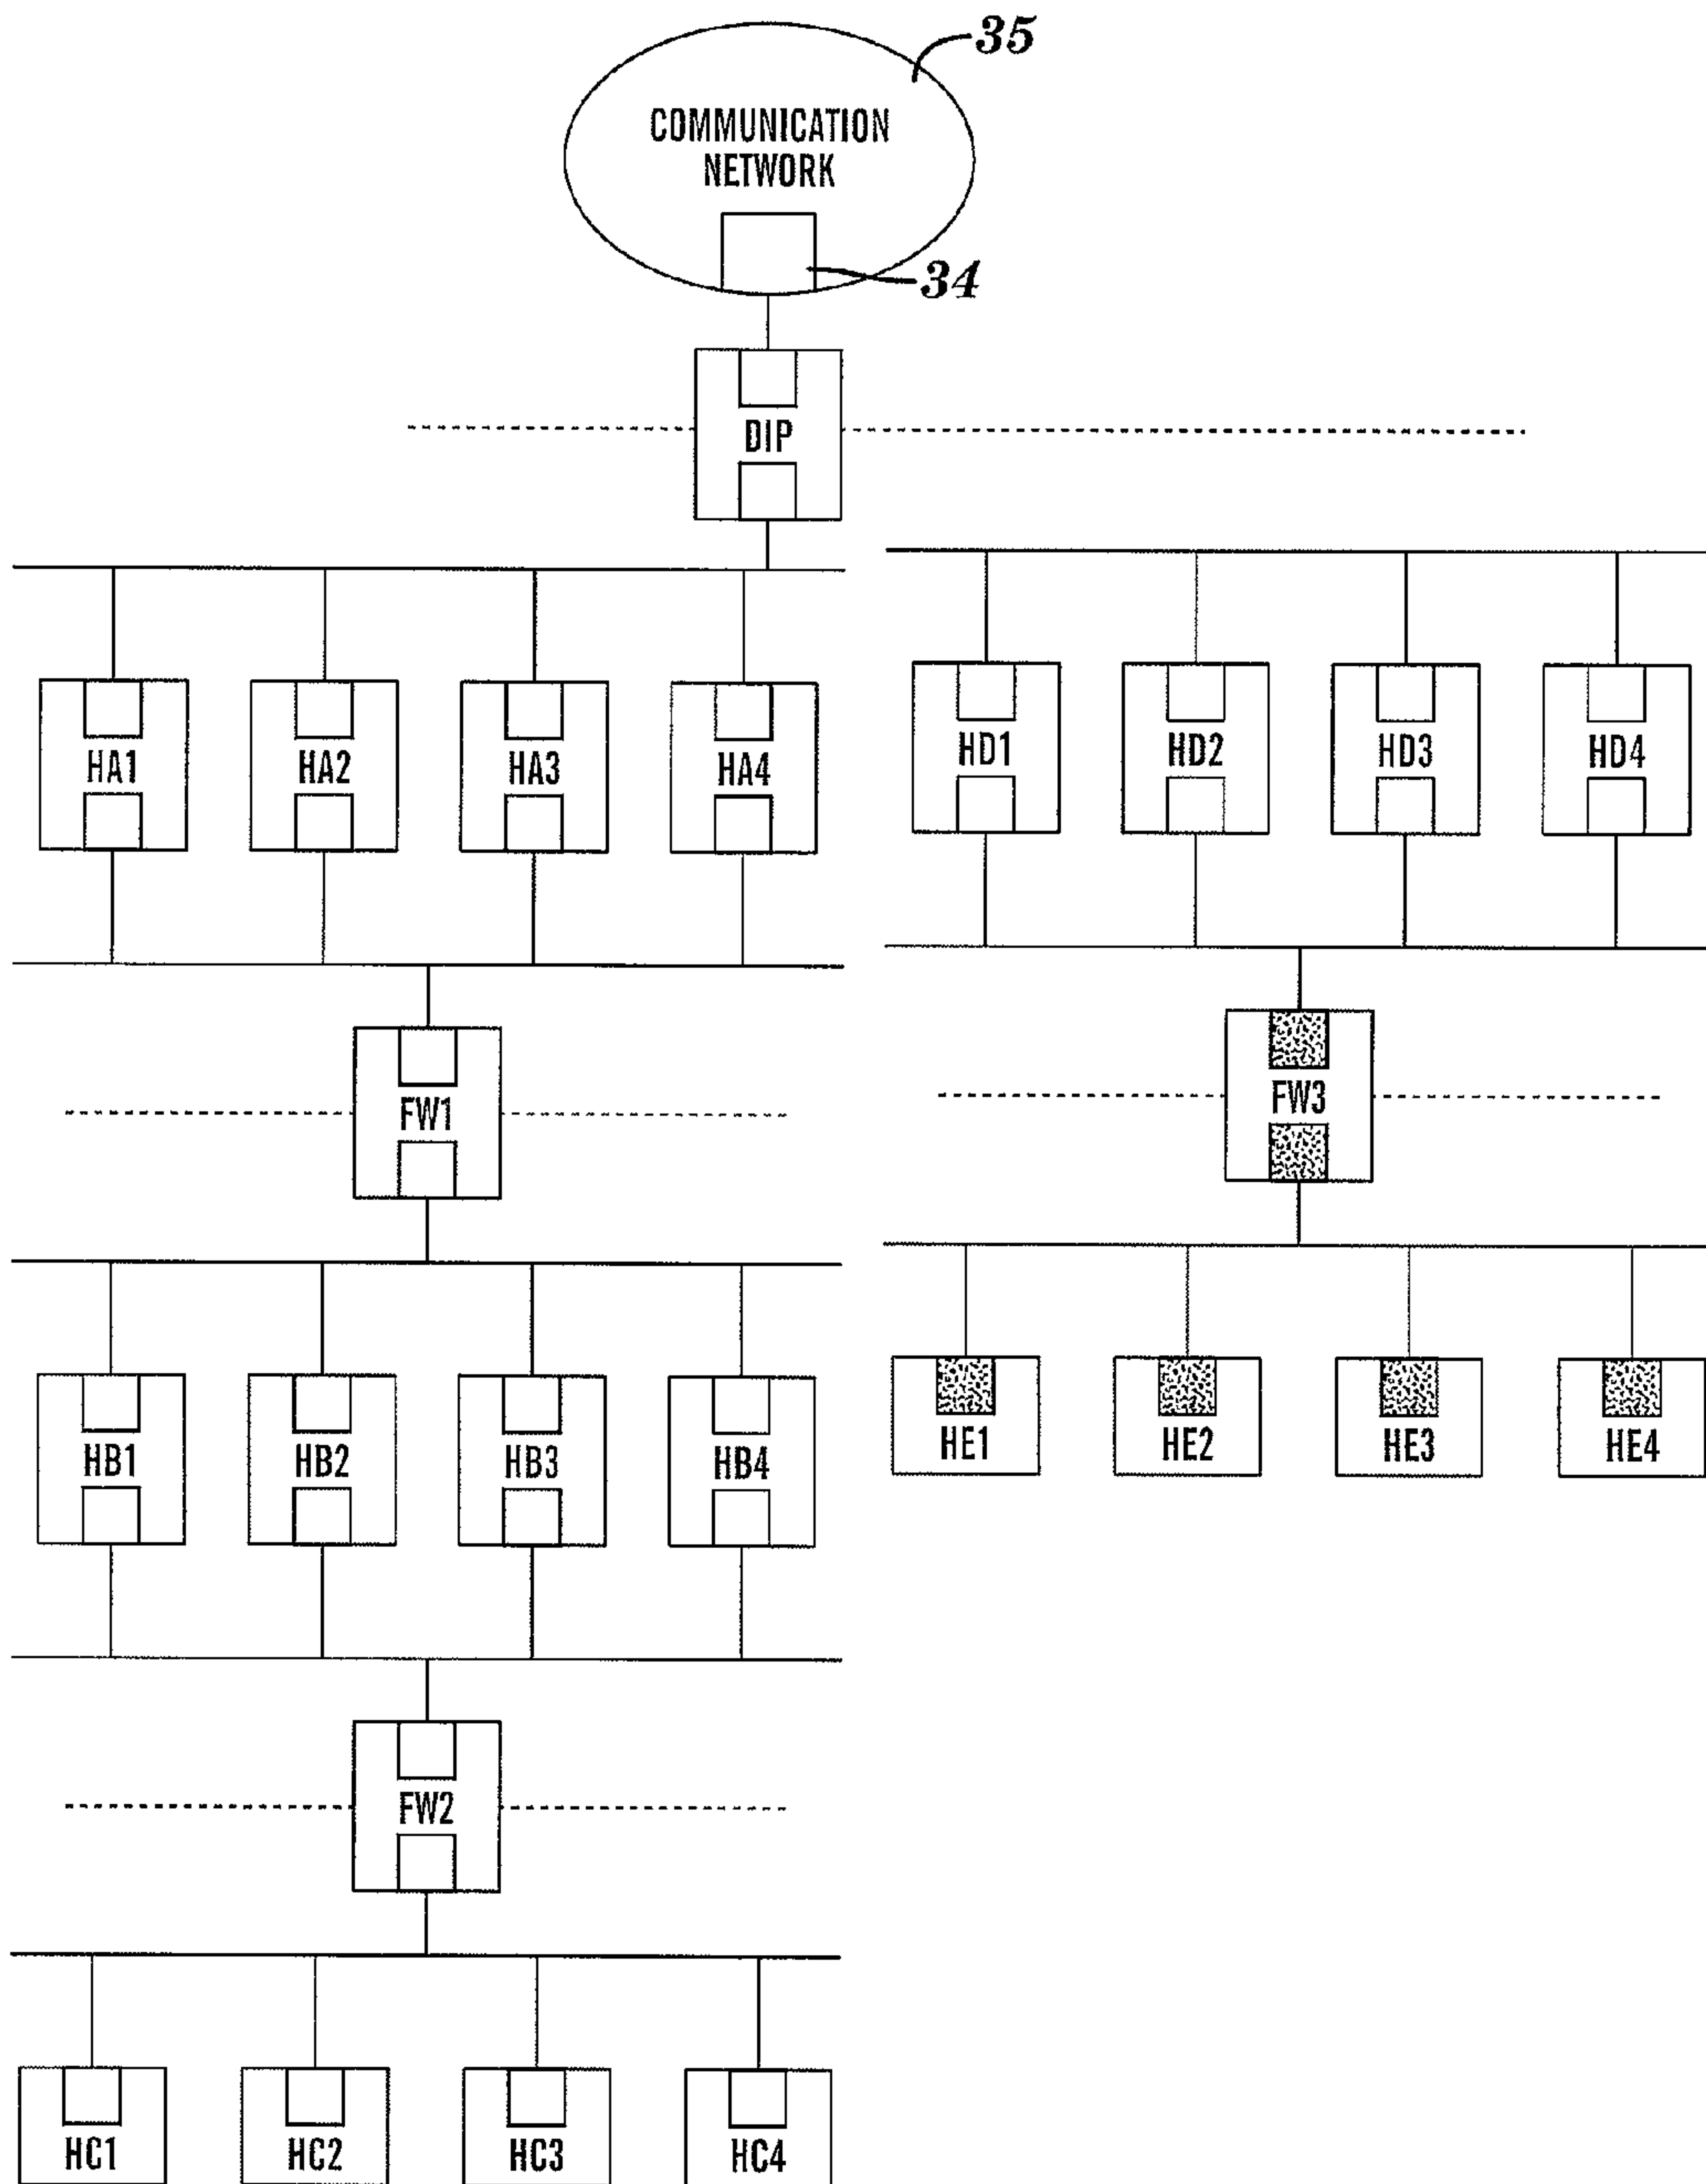 35
COMMUNICATION
NETWORK
34
DIP
HA1 HA2 HA3 HA4
HD1 HD2 HD3 HD4
FW1
FW3
HB1 HB2 HB3 HB4
HE1 HE2 HE3 HE4
FW2
HC1 HC2 HC3 HC4